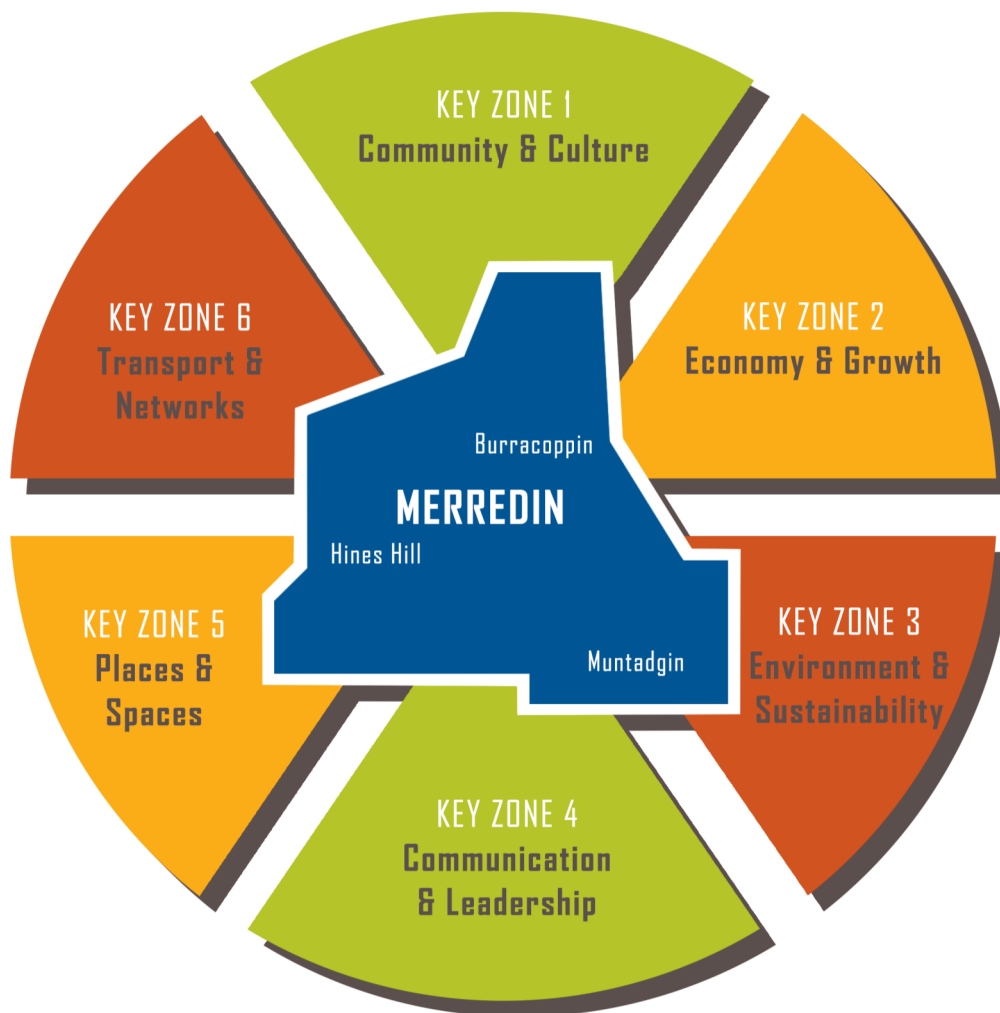 KEY ZONE 1
Community & Culture
KEY ZONE 2
Economy & Growth
KEY ZONE 3
Environment &
Sustainability
KEY ZONE 4
Communication
& Leadership
KEY ZONE 5
Places &
Spaces
KEY ZONE 6
Transport &
Networks
Burracoppin
MERREDIN
Hines Hill
Muntadgin